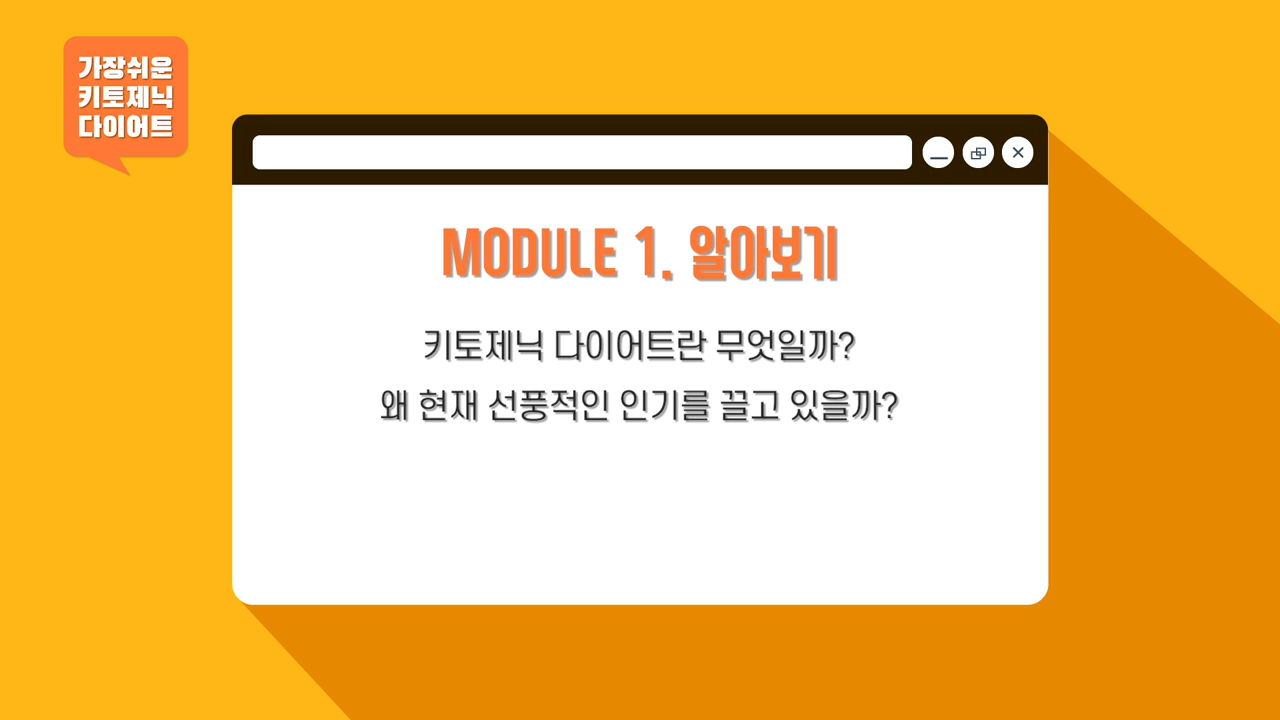 가장쉬운
키토제닉
다이어트
MODULE 1. 알아보기
키토제닉 다이어트란 무엇일까?
왜 현재 선풍적인 인기를 끌고 있을까?